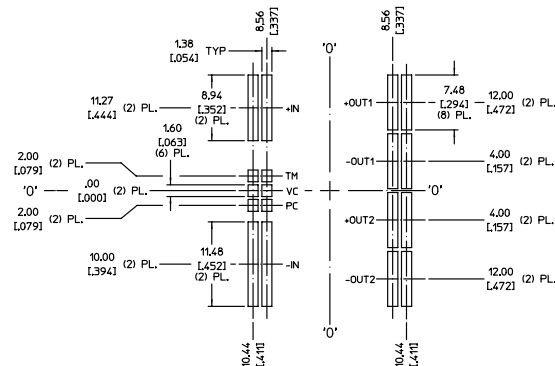 8.56
[.337]
8.56
[.337]
1.38
[.054]
TYP
'0'
11.27
[.444]
(2) PL.
8.94
[.352]
(2) PL.
+IN
+OUT1
7.48
[.294]
(8) PL.
12.00
[.472]
(2) PL.
1.60
[.063]
(6) PL.
2.00
[.079]
(2) PL.
TM
-OUT1
4.00
[.157]
(2) PL.
'0'
.00
[.000]
(2) PL.
VC
'0'
2.00
[.079]
(2) PL.
PC
+OUT2
4.00
[.157]
(2) PL.
10.00
[.394]
(2) PL.
11.48
[.452]
(2) PL.
-IN
-OUT2
12.00
[.472]
(2) PL.
'0'
10.44
[.411]
10.44
[.411]